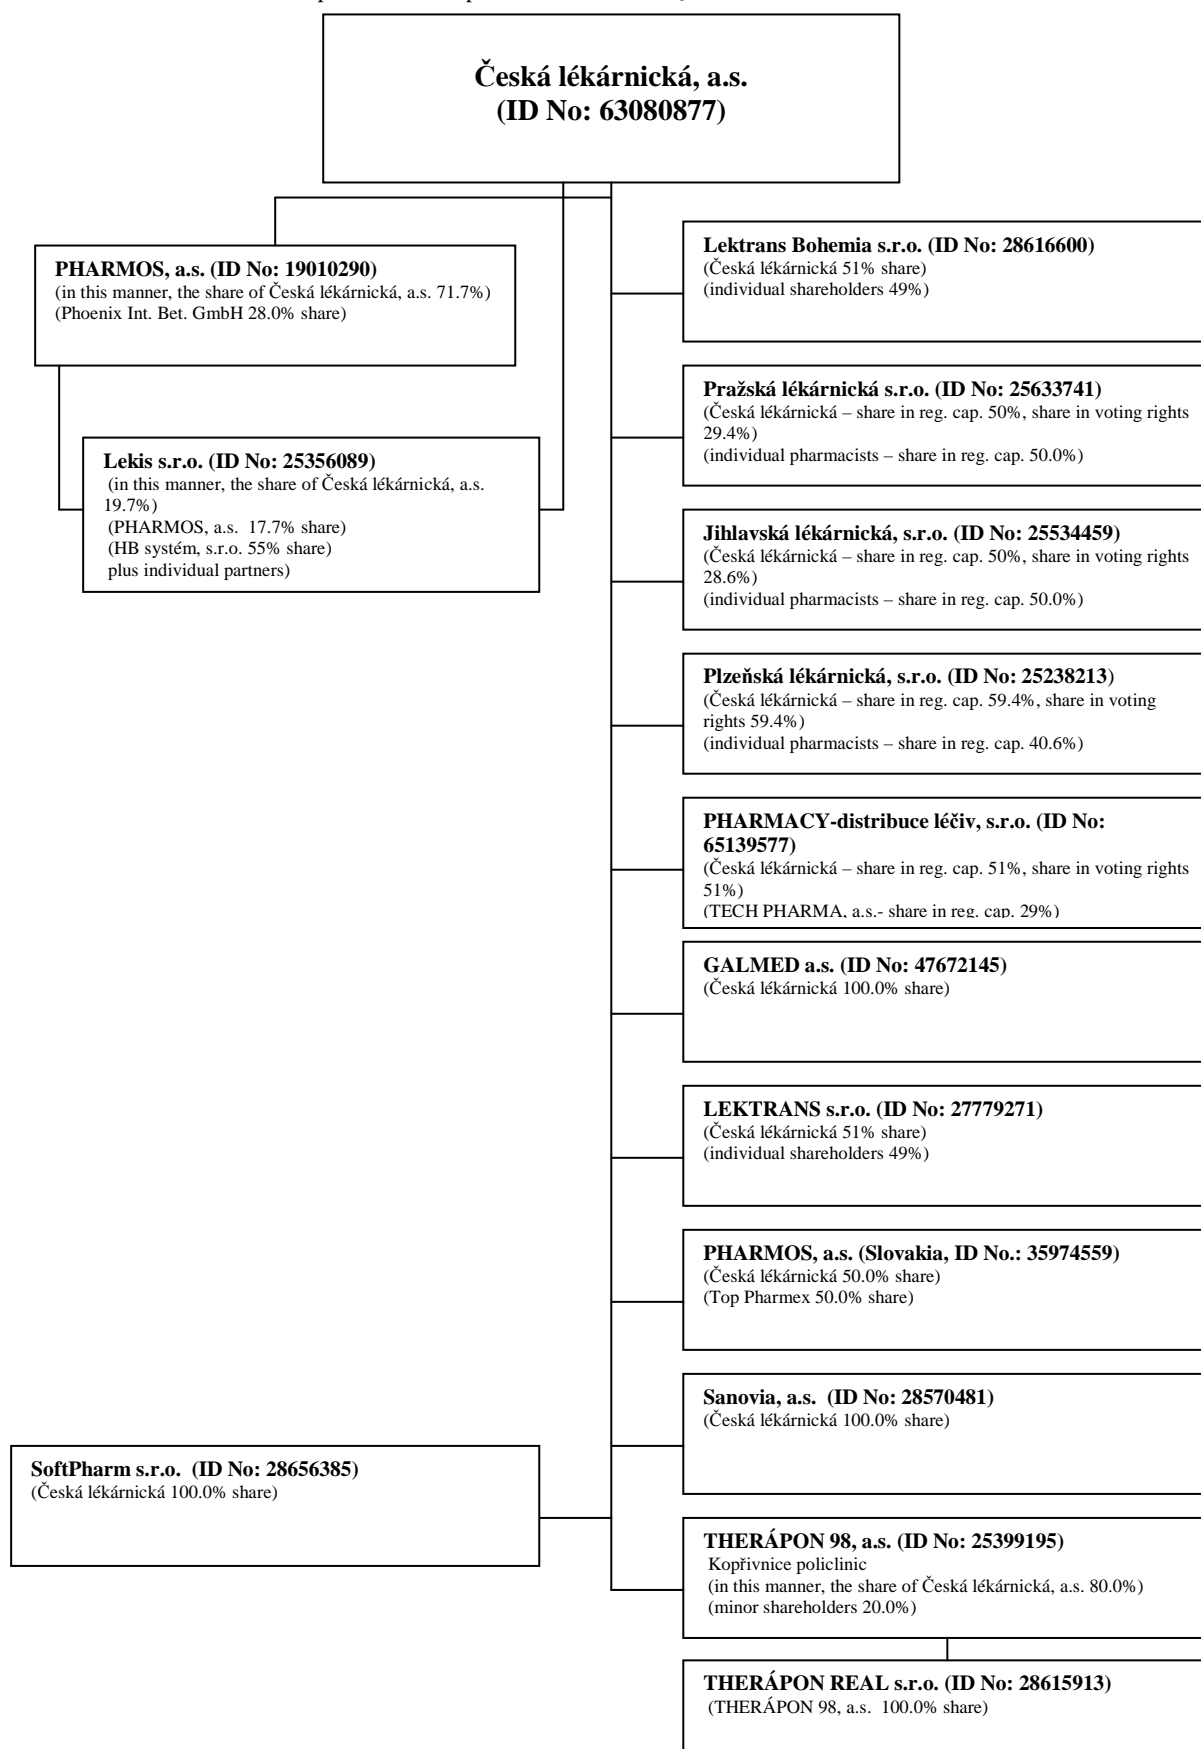 Česká lékárnická, a.s.
(ID No: 63080877)
PHARMOS, a.s. (ID No: 19010290)
(in this manner, the share of Česká lékárnická, a.s. 71.7%)
(Phoenix Int. Bet. GmbH 28.0% share)
Lekis s.r.o. (ID No: 25356089)
(in this manner, the share of Česká lékárnická, a.s.
19.7%)
(PHARMOS, a.s. 17.7% share)
(HB systém, s.r.o. 55% share)
plus individual partners)
Lektrans Bohemia s.r.o. (ID No: 28616600)
(Česká lékárnická 51% share)
(individual shareholders 49%)
Pražská lékárnická s.r.o. (ID No: 25633741)
(Česká lékárnická – share in reg. cap. 50%, share in voting rights
29.4%)
(individual pharmacists – share in reg. cap. 50.0%)
Jihlavská lékárnická, s.r.o. (ID No: 25534459)
(Česká lékárnická – share in reg. cap. 50%, share in voting rights
28.6%)
(individual pharmacists – share in reg. cap. 50.0%)
Plzeňská lékárnická, s.r.o. (ID No: 25238213)
(Česká lékárnická – share in reg. cap. 59.4%, share in voting
rights 59.4%)
(individual pharmacists – share in reg. cap. 40.6%)
PHARMACY-distribuce léčiv, s.r.o. (ID No:
65139577)
(Česká lékárnická – share in reg. cap. 51%, share in voting rights
51%)
(TECH PHARMA, a.s.- share in reg. cap. 29%)
GALMED a.s. (ID No: 47672145)
(Česká lékárnická 100.0% share)
LEKTRANS s.r.o. (ID No: 27779271)
(Česká lékárnická 51% share)
(individual shareholders 49%)
PHARMOS, a.s. (Slovakia, ID No.: 35974559)
(Česká lékárnická 50.0% share)
(Top Pharmex 50.0% share)
Sanovia, a.s. (ID No: 28570481)
(Česká lékárnická 100.0% share)
SoftPharm s.r.o. (ID No: 28656385)
(Česká lékárnická 100.0% share)
THERÁPON 98, a.s. (ID No: 25399195)
Kopřivnice policlinic
(in this manner, the share of Česká lékárnická, a.s. 80.0%)
(minor shareholders 20.0%)
THERÁPON REAL s.r.o. (ID No: 28615913)
(THERÁPON 98, a.s. 100.0% share)